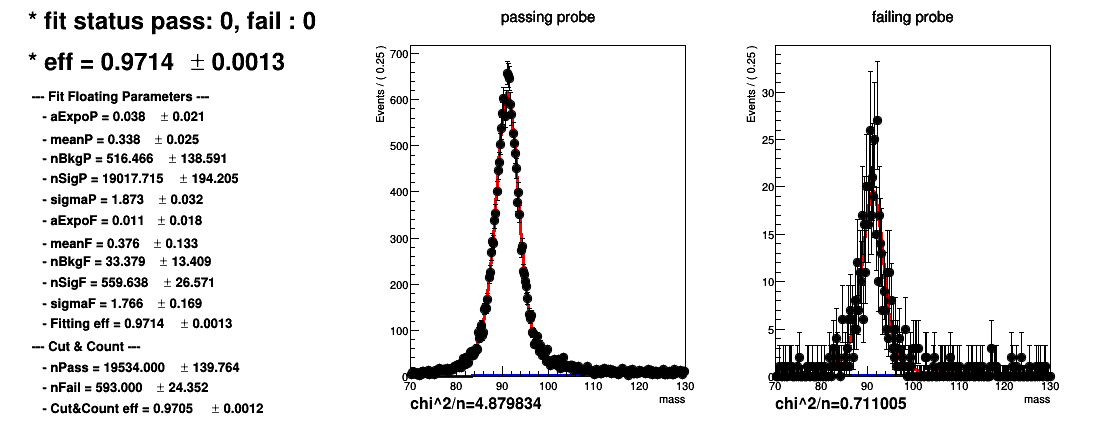 * fit status pass: 0, fail : 0
* eff = 0.9714 ± 0.0013
--- Fit Floating Parameters ---
- aExpoP = 0.038 ± 0.021
- meanP = 0.338 ± 0.025
- nBkgP = 516.466 ± 138.591
- nSigP = 19017.715 ± 194.205
- sigmaP = 1.873 ± 0.032
- aExpoF = 0.011 ± 0.018
- meanF = 0.376 ± 0.133
- nBkgF = 33.379 ± 13.409
- nSigF = 559.638 ± 26.571
- sigmaF = 1.766 ± 0.169
- Fitting eff = 0.9714 ± 0.0013
--- Cut & Count ---
- nPass = 19534.000 ± 139.764
- nFail = 593.000 ± 24.352
- Cut&Count eff = 0.9705 ± 0.0012
passing probe
Events / ( 0.25 )
700
600
500
400
300
200
100
0
70 80 90 100 110 120 130
mass
chi^2/n=4.879834
failing probe
Events / ( 0.25 )
30
25
20
15
10
5
0
70 80 90 100 110 120 130
mass
chi^2/n=0.711005